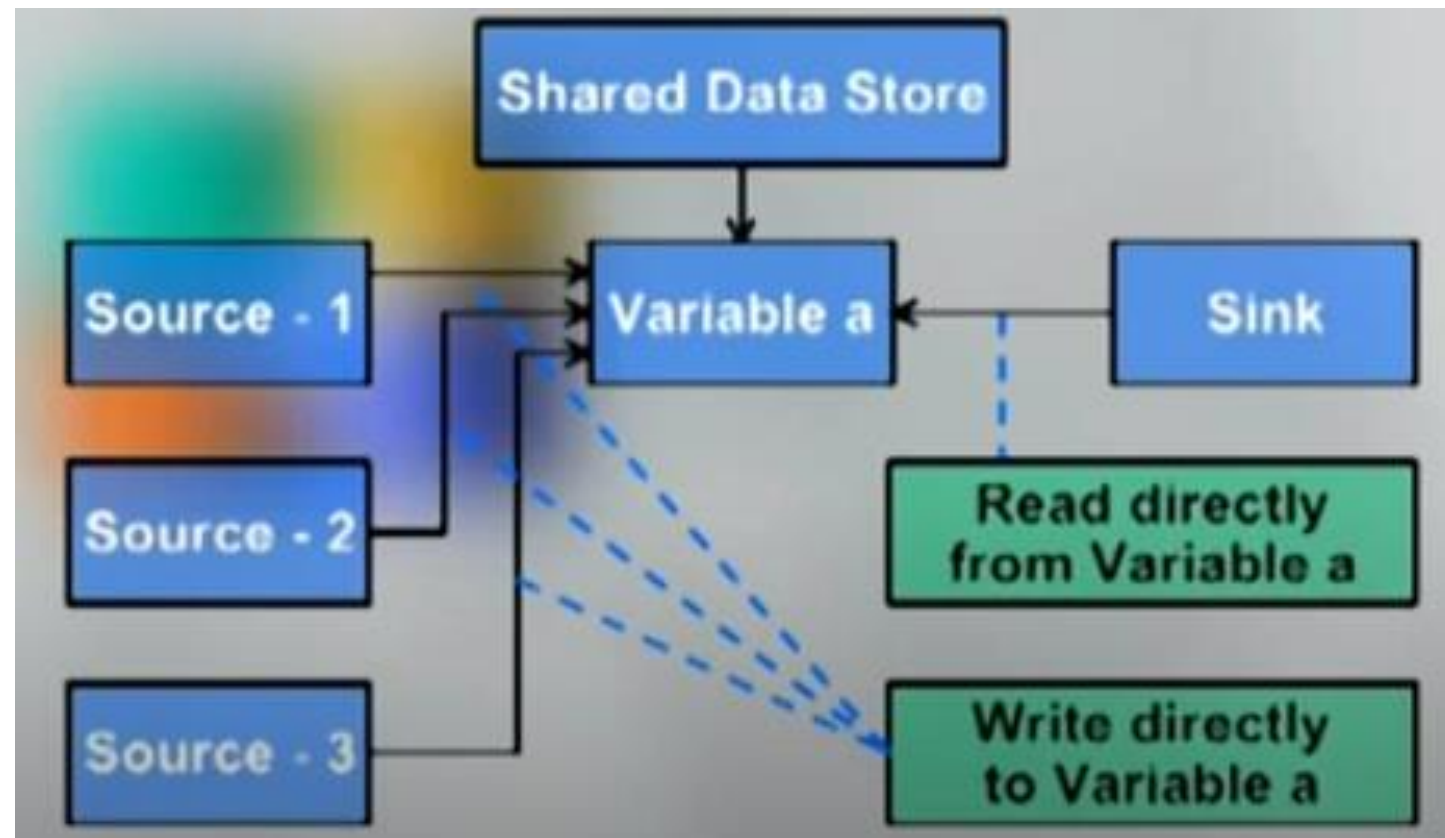 Shared Data Store
Source - 1
Variable a
Sink
Source - 2
Read directly
from Variable a
Source - 3
Write directly
to Variable a